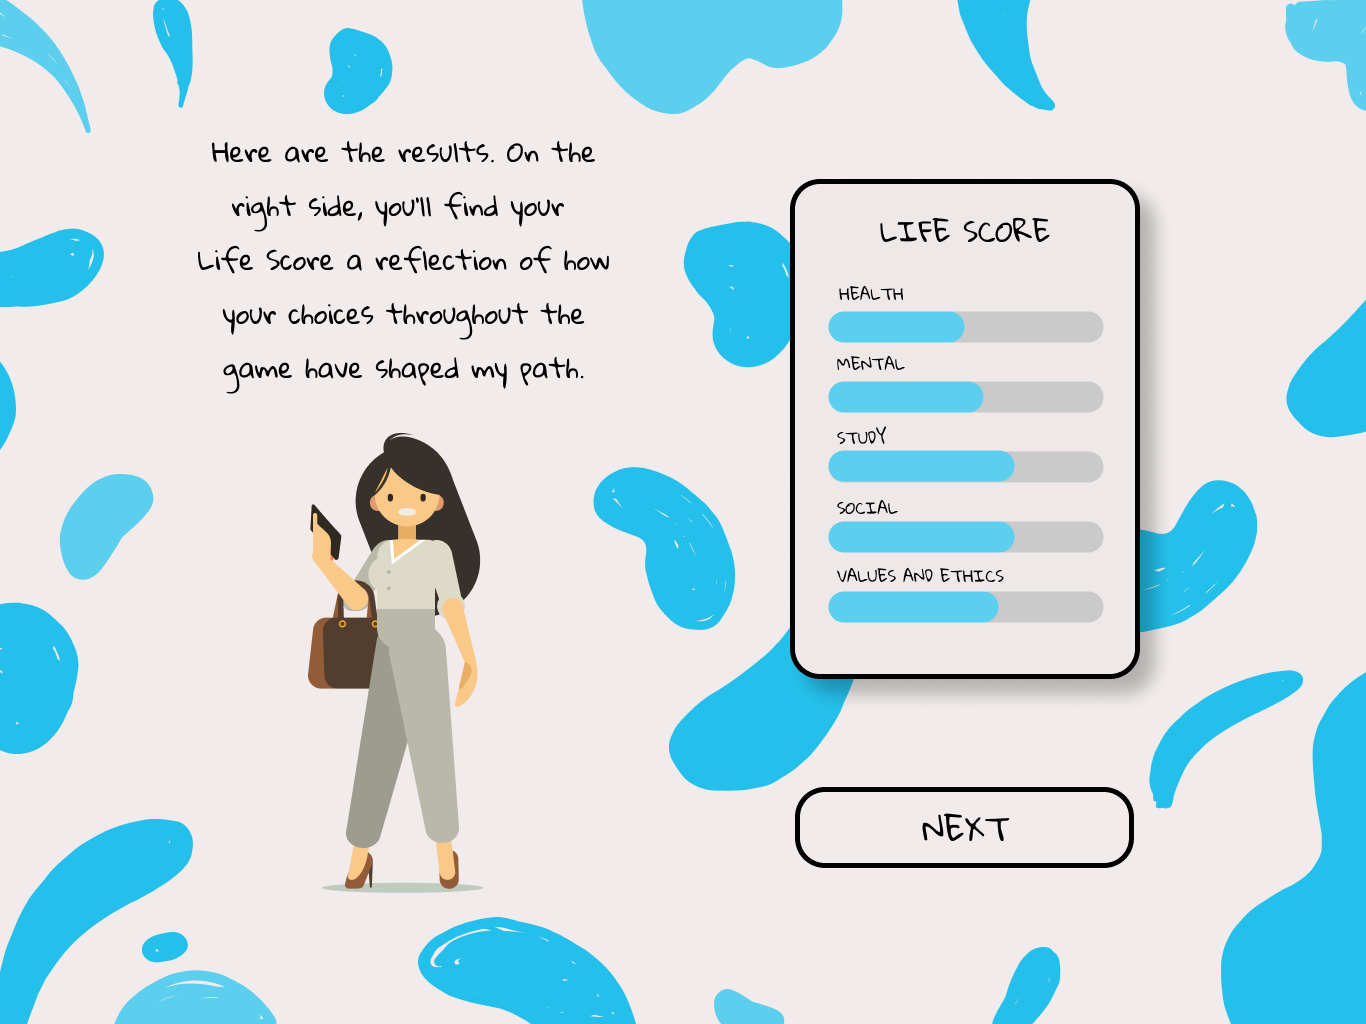 Here are the results. On the
right side, you'll find your
Life Score a reflection of how
your choices throughout the
game have shaped my path.
LIFE SCORE
HEALTH
MENTAL
STUDY
SOCIAL
VALUES AND ETHICS
NEXT